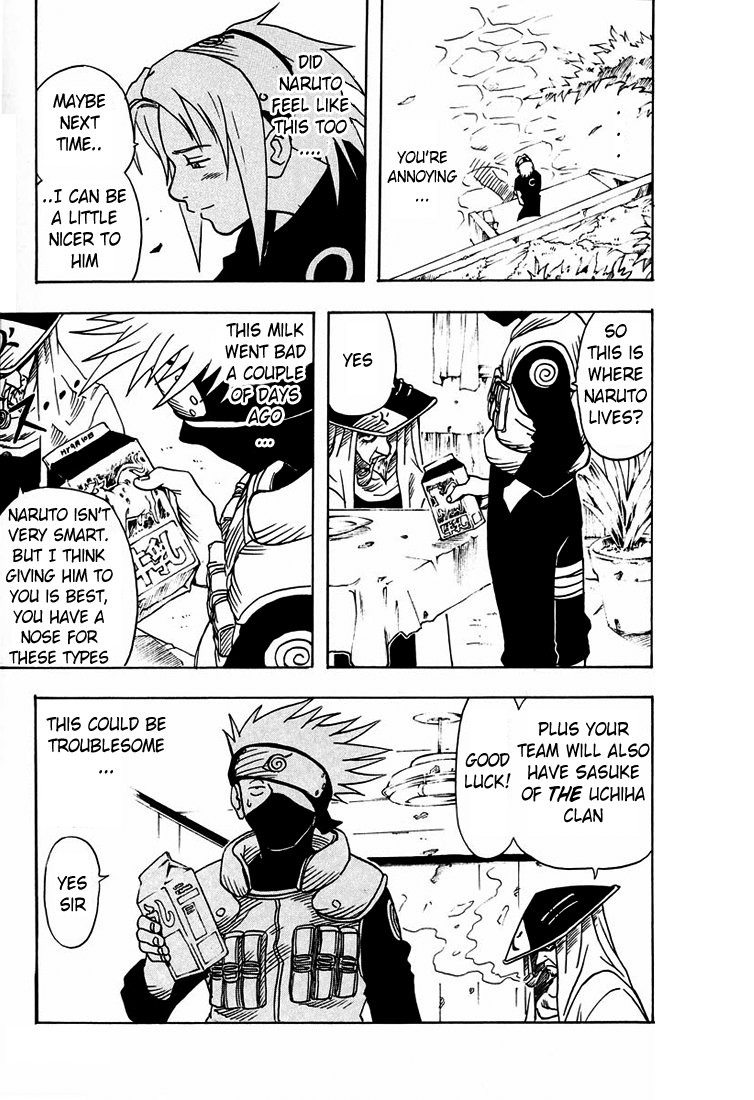 YOU'RE
ANNOYING
...
...
DID
NARUTO
FEEL LIKE
THIS TOO
....
MAYBE
NEXT
TIME..
..I CAN BE
A LITTLE
NICER TO
HIM
SO
THIS IS
WHERE
NARUTO
LIVES?
YES
THIS MILK
WENT BAD
A COUPLE
OF DAYS
AGO
...
NARUTO ISN'T
VERY SMART.
BUT I THINK
GIVING HIM TO
YOU IS BEST,
YOU HAVE A
NOSE FOR
THESE TYPES
PLUS YOUR
TEAM WILL ALSO
HAVE SASUKE
OF THE UCHIHA
CLAN
GOOD
LUCK!
THIS COULD BE
TROUBLESOME
...
YES
SIR